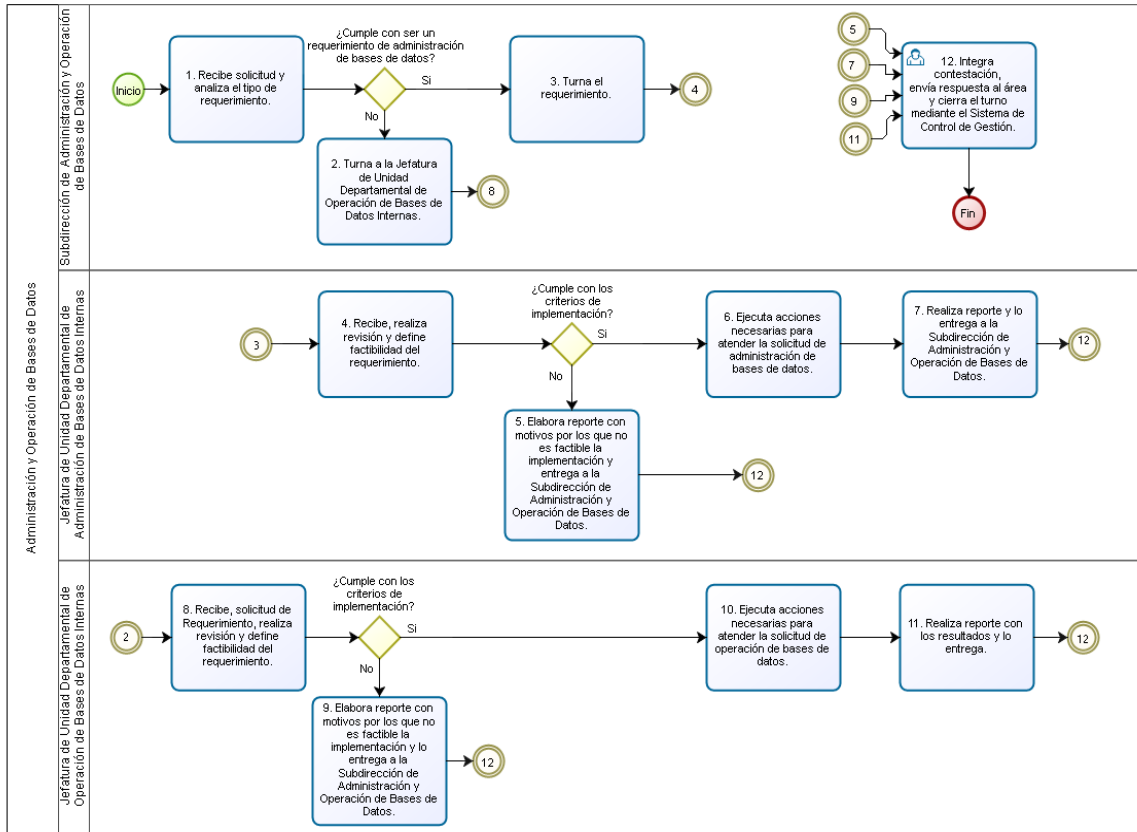 Administración y Operación de Bases de Datos
Subdirección de Administración y Operación
de Bases de Datos
Inicio
1. Recibe solicitud y
analiza el tipo de
requerimiento.
¿Cumple con ser un
requerimiento de administración
de bases de datos?
Si
No
2. Turna a la Jefatura
de Unidad
Departamental de
Operación de Bases de
Datos Internas.
8
3. Turna el
requerimiento.
4
5
7
9
11
12. Integra
contestación,
envía respuesta al área
y cierra el turno
mediante el Sistema de
Control de Gestión.
Fin
Jefatura de Unidad Departamental de
Administración de Bases de Datos Internas
3
4. Recibe, realiza
revisión y define
factibilidad del
requerimiento.
¿Cumple con los
criterios de
implementación?
Si
No
5. Elabora reporte con
motivos por los que no
es factible la
implementación y
entrega a la
Subdirección de
Administración y
Operación de Bases de
Datos.
12
6. Ejecuta acciones
necesarias para
atender la solicitud de
administración de
bases de datos.
7. Realiza reporte y lo
entrega a la
Subdirección de
Administración y
Operación de Bases de
Datos.
12
Jefatura de Unidad Departamental de
Operación de Bases de Datos Internas
2
8. Recibe, solicitud de
Requerimiento, realiza
revisión y define
factibilidad del
requerimiento.
¿Cumple con los
criterios de
implementación?
Si
No
9. Elabora reporte con
motivos por los que no
es factible la
implementación y lo
entrega a la
Subdirección de
Administración y
Operación de Bases de
Datos.
12
10. Ejecuta acciones
necesarias para
atender la solicitud de
operación de bases de
datos.
11. Realiza reporte con
los resultados y lo
entrega.
12